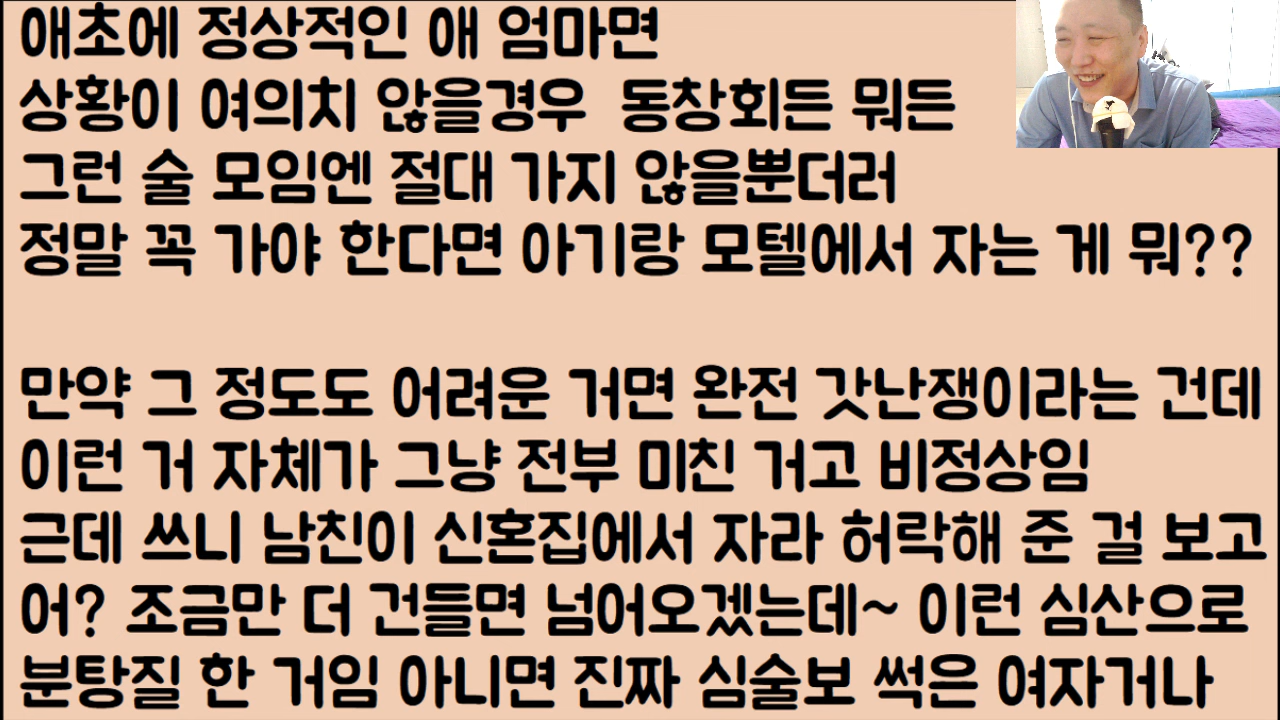 애초에 정상적인 애 엄마면
상황이 여의치 않을경우 동창회든 뭐든
그런 술 모임엔 절대 가지 않을뿐더러
정말 꼭 가야 한다면 아기랑 모텔에서 자는 게 뭐??
만약 그 정도도 어려운 거면 완전 갓난쟁이라는 건데
이런 거 자체가 그냥 전부 미친 거고 비정상임
근데 쓰니 남친이 신혼집에서 자라 허락해 준 걸 보고
어? 조금만 더 건들면 넘어오겠는데~ 이런 심산으로
분탕질 한 거임 아니면 진짜 심술보 썩은 여자거나